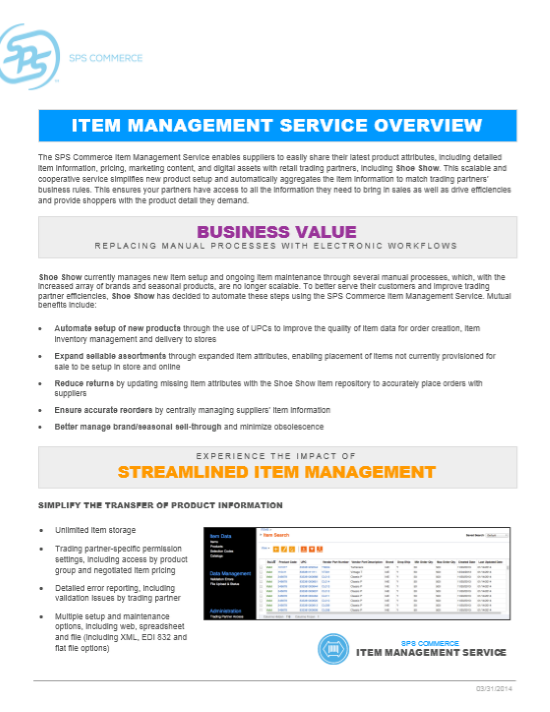 SPS
SPS COMMERCE
ITEM MANAGEMENT SERVICE OVERVIEW
The SPS Commerce Item Management Service enables suppliers to easily share their latest product attributes, including detailed
item information, pricing, marketing content, and digital assets with retail trading partners, including Shoe Show. This scalable and
cooperative service simplifies new product setup and automatically aggregates the item information to match trading partners'
business rules. This ensures your partners have access to all the information they need to bring in sales as well as drive efficiencies
and provide shoppers with the product detail they demand.
BUSINESS VALUE
REPLACING MANUAL PROCESSES WITH ELECTRONIC WORKFLOWS
Shoe Show currently manages new item setup and ongoing item maintenance through several manual processes, which, with the
increased array of brands and seasonal products, are no longer scalable. To better serve their customers and improve trading
partner efficiencies, Shoe Show has decided to automate these steps using the SPS Commerce Item Management Service. Mutual
benefits include:
• Automate setup of new products through the use of UPCs to improve the quality of item data for order creation, item
inventory management and delivery to stores
• Expand sellable assortments through expanded item attributes, enabling placement of items not currently provisioned for
sale to be setup in store and online
• Reduce returns by updating missing item attributes with the Shoe Show item repository to accurately place orders with
suppliers
• Ensure accurate reorders by centrally managing suppliers' item information
• Better manage brand/seasonal sell-through and minimize obsolescence
EXPERIENCE THE IMPACT OF
STREAMLINED ITEM MANAGEMENT
SIMPLIFY THE TRANSFER OF PRODUCT INFORMATION
• Unlimited item storage
• Trading partner-specific permission
settings, including access by product
group and negotiated item pricing
• Detailed error reporting, including
validation issues by trading partner
• Multiple setup and maintenance
options, including web, spreadsheet
and file (including XML, EDI 832 and
flat file options)
Item Data
Items
Products
Selection Codes
Catalogs
Data Management
Validation Errors
File Upload & Status
Administration
Trading Partner Access
Item Search
SPS COMMERCE
ITEM MANAGEMENT SERVICE
03/31/2014